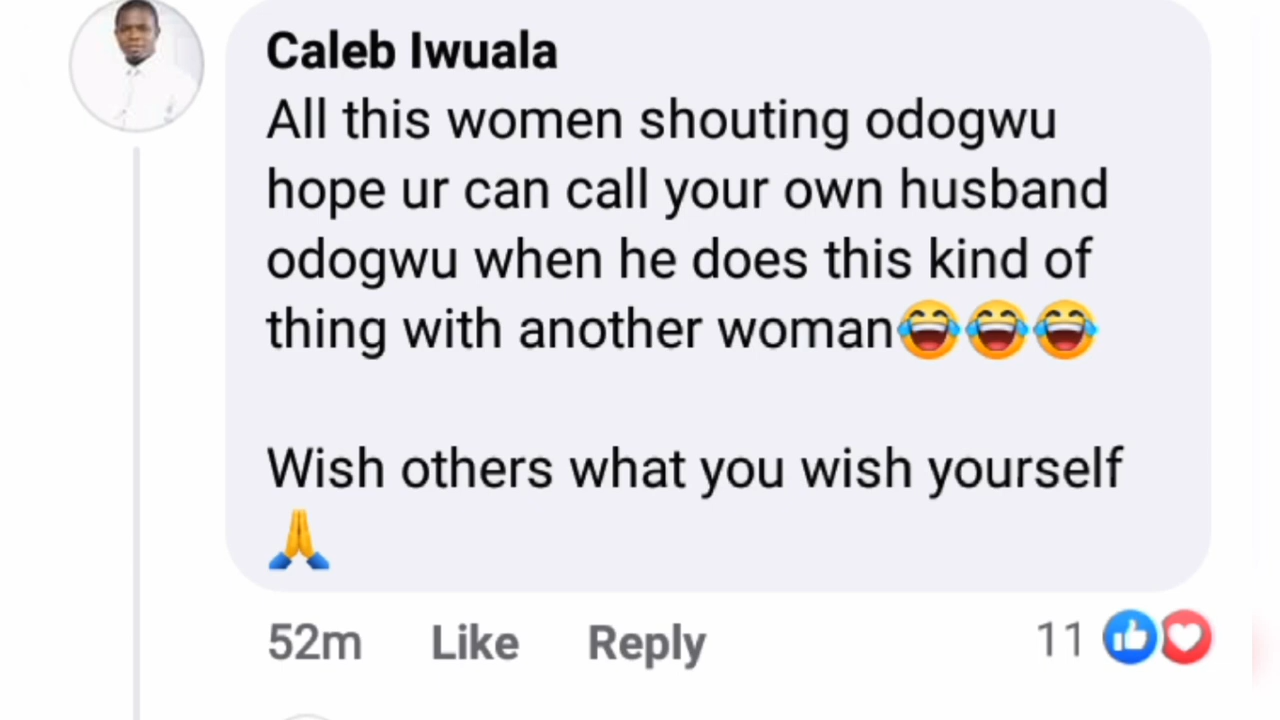 Caleb Iwuala
All this women shouting odogwu
hope ur can call your own husband
odogwu when he does this kind of
thing with another woman😂😂😂
Wish others what you wish yourself
🙏
52m Like Reply 11